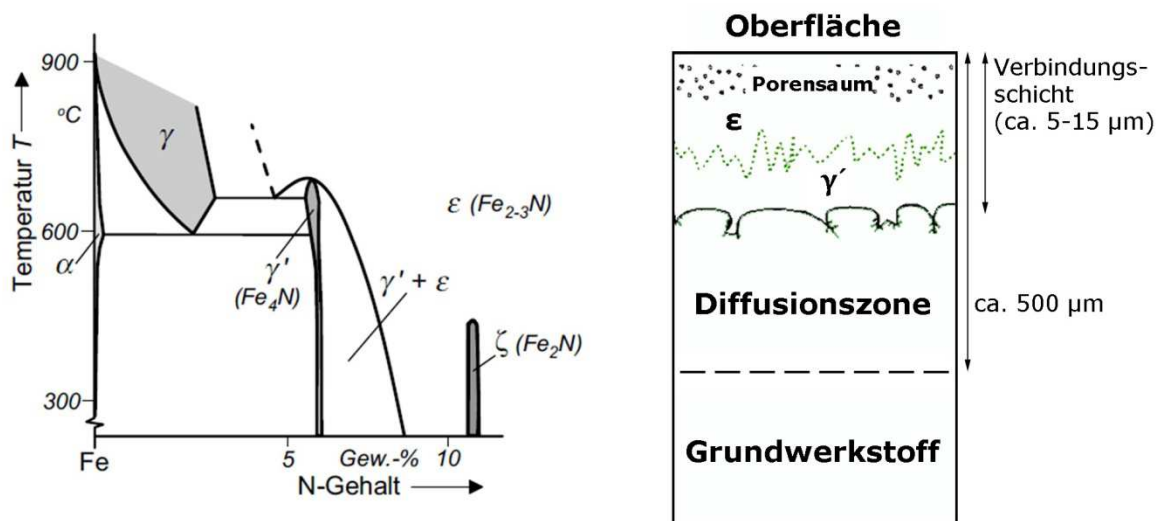 900
°C
Temperatur T
600
300
γ
α
γ'
(Fe₄N)
ε (Fe₂₋₃N)
γ' + ε
ζ (Fe₂N)
Fe
5
Gew.-%
10
N-Gehalt
Oberfläche
Porensaum
ε
γ´
Verbindungs-
schicht
(ca. 5-15 µm)
Diffusionszone
ca. 500 µm
Grundwerkstoff